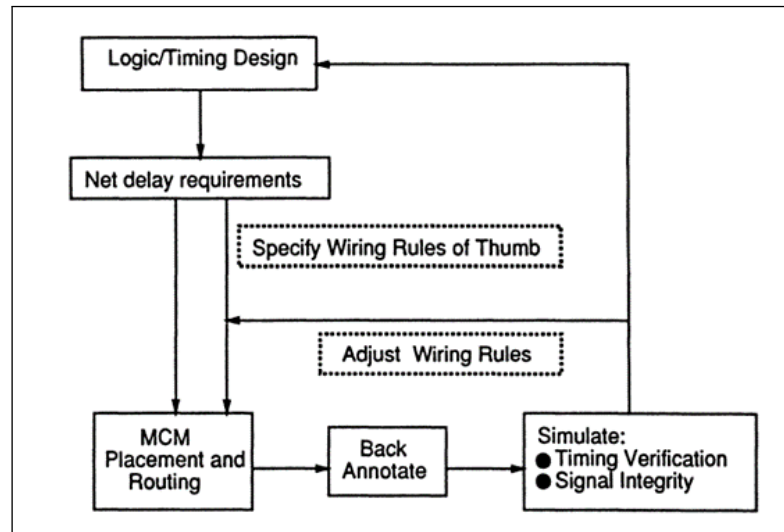 Logic/Timing Design
Net delay requirements
Specify Wiring Rules of Thumb
Adjust Wiring Rules
MCM
Placement and
Routing
Back
Annotate
Simulate:
● Timing Verification
● Signal Integrity